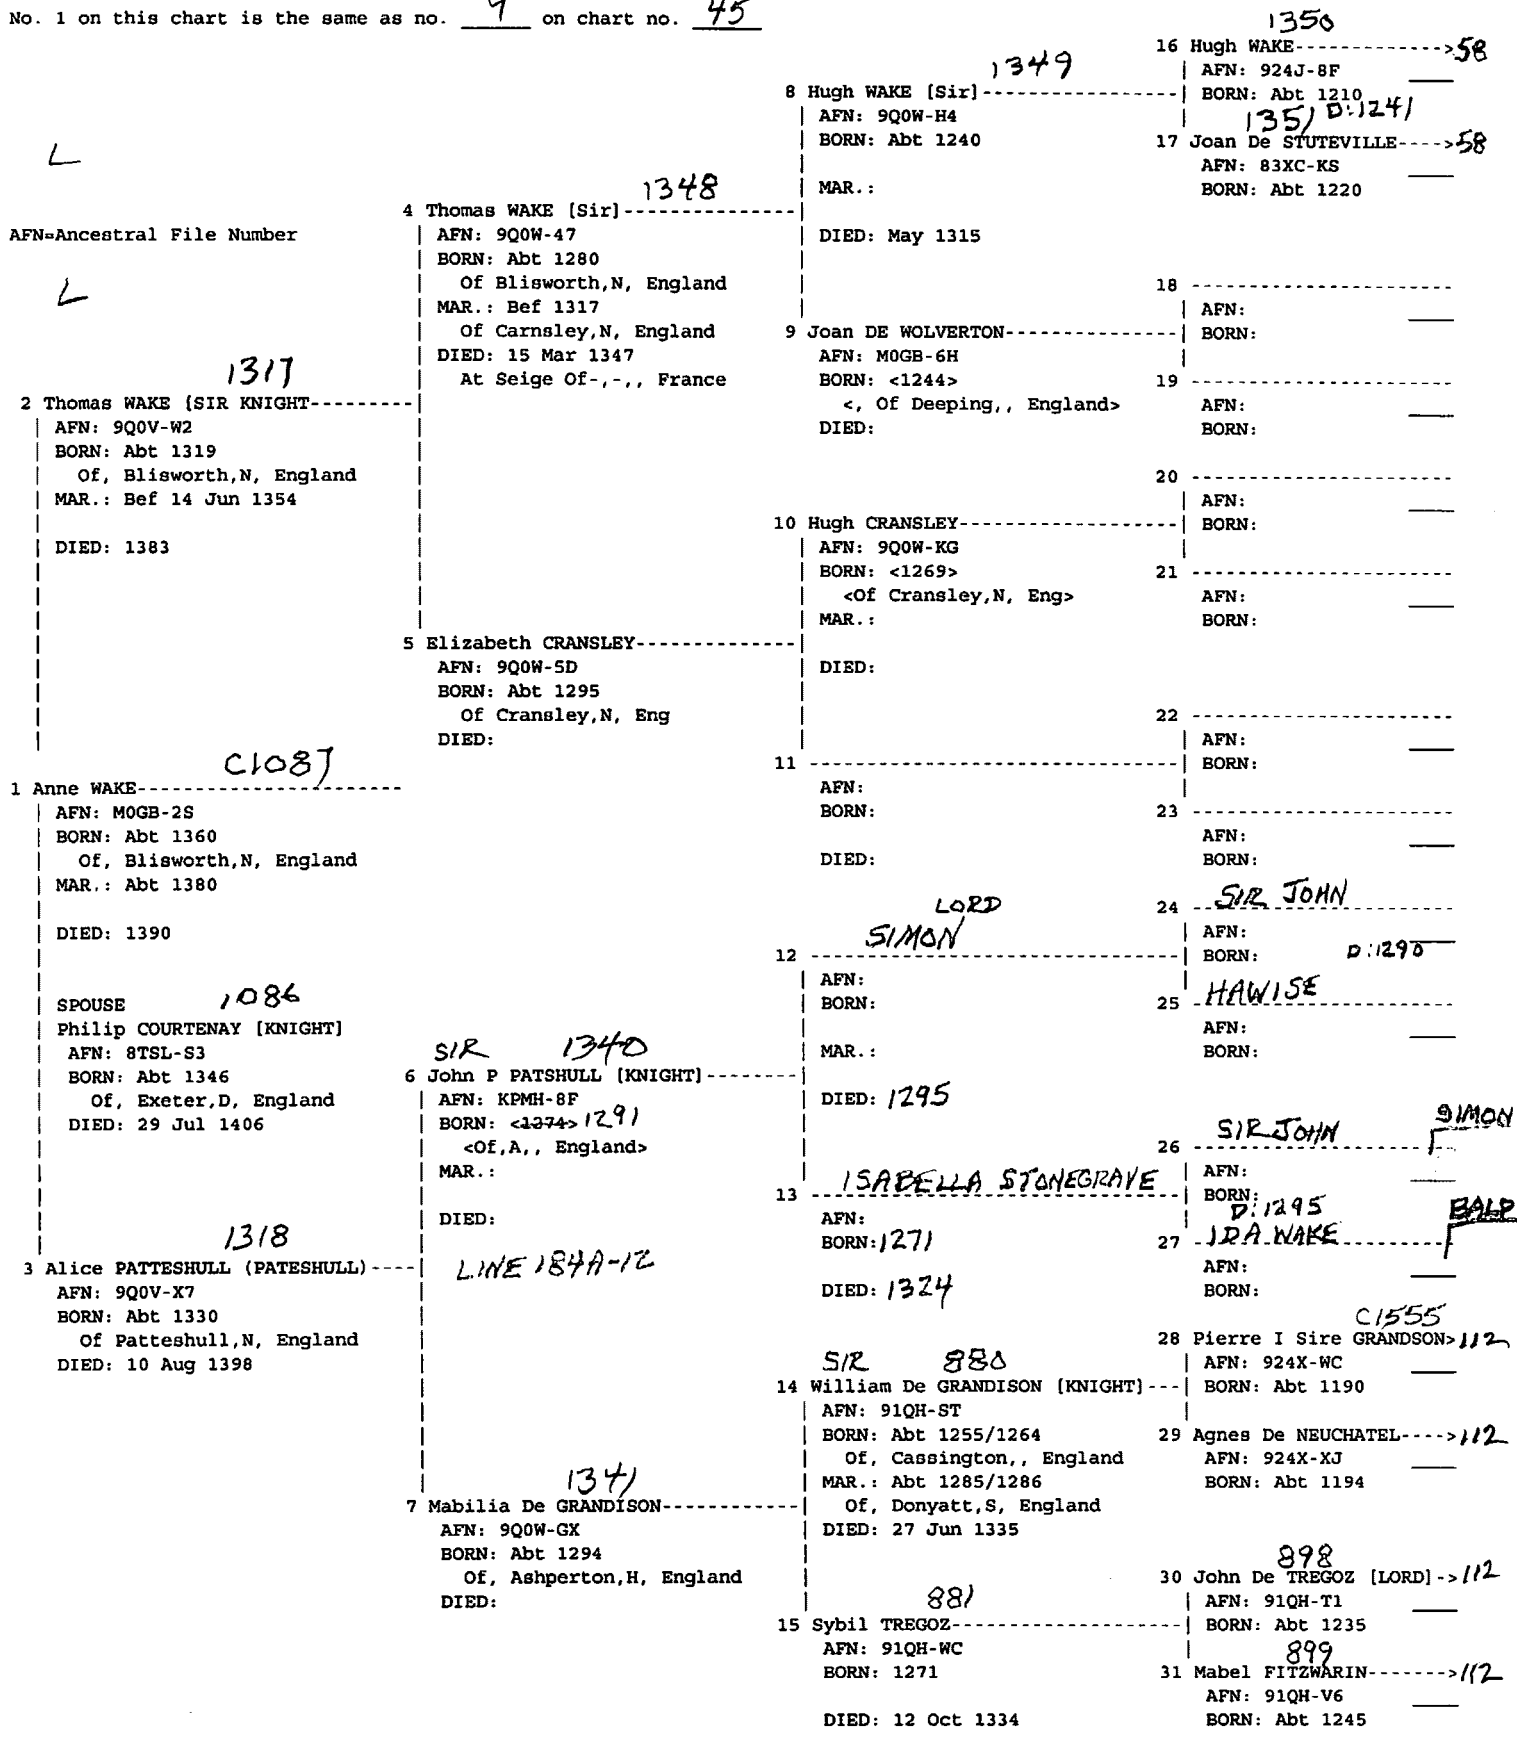 No. 1 on this chart is the same as no. 9 on chart no. 45
L
AFN=Ancestral File Number
L
C1087
1 Anne WAKE
AFN: M0GB-2S
BORN: Abt 1360
Of, Blisworth,N, England
MAR.: Abt 1380
DIED: 1390
SPOUSE 1086
Philip COURTENAY [KNIGHT]
AFN: 8TSL-S3
BORN: Abt 1346
Of, Exeter,D, England
DIED: 29 Jul 1406
1317
2 Thomas WAKE [SIR KNIGHT
AFN: 9Q0V-W2
BORN: Abt 1319
Of, Blisworth,N, England
MAR.: Bef 14 Jun 1354
DIED: 1383
1318
3 Alice PATTESHULL (PATESHULL)
AFN: 9Q0V-X7
BORN: Abt 1330
Of Patteshull,N, England
DIED: 10 Aug 1398
1348
4 Thomas WAKE [Sir]
AFN: 9Q0W-47
BORN: Abt 1280
Of Blisworth,N, England
MAR.: Bef 1317
Of Carnsley,N, England
DIED: 15 Mar 1347
At Seige Of-,-,, France
5 Elizabeth CRANSLEY
AFN: 9Q0W-5D
BORN: Abt 1295
Of Cransley,N, Eng
DIED:
SIR 1340
6 John P PATSHULL [KNIGHT]
AFN: KPMH-8F
BORN: <1274> 1291
<Of,A,, England>
MAR.:
DIED:
LINE 184A-12
1341
7 Mabilia De GRANDISON
AFN: 9Q0W-GX
BORN: Abt 1294
Of, Ashperton,H, England
DIED:
1349
8 Hugh WAKE [Sir]
AFN: 9Q0W-H4
BORN: Abt 1240
MAR.:
DIED: May 1315
9 Joan DE WOLVERTON
AFN: M0GB-6H
BORN: <1244>
<, Of Deeping,, England>
DIED:
10 Hugh CRANSLEY
AFN: 9Q0W-KG
BORN: <1269>
<Of Cransley,N, Eng>
MAR.:
DIED:
11
AFN:
BORN:
DIED:
LORD
12 SIMON
AFN:
BORN:
MAR.:
DIED: 1295
13 ISABELLA STONEGRAVE
AFN:
BORN: 1271
DIED: 1324
SIR 880
14 William De GRANDISON [KNIGHT]
AFN: 91QH-ST
BORN: Abt 1255/1264
Of, Cassington,, England
MAR.: Abt 1285/1286
Of, Donyatt,S, England
DIED: 27 Jun 1335
881
15 Sybil TREGOZ
AFN: 91QH-WC
BORN: 1271
DIED: 12 Oct 1334
1350
16 Hugh WAKE-> 58
AFN: 924J-8F
BORN: Abt 1210
1351 D:1241
17 Joan De STUTEVILLE----> 58
AFN: 83XC-KS
BORN: Abt 1220
18
AFN:
BORN:
19
AFN:
BORN:
20
AFN:
BORN:
21
AFN:
BORN:
22
AFN:
BORN:
23
AFN:
BORN:
24 SIR JOHN
AFN:
BORN: D:1290
25 HAWISE
AFN:
BORN:
26 SIR JOHN SIMON
AFN:
BORN:
D:1295
27 IDA WAKE
AFN:
BORN:
C1555
28 Pierre I Sire GRANDSON> 112
AFN: 924X-WC
BORN: Abt 1190
29 Agnes De NEUCHATEL----> 112
AFN: 924X-XJ
BORN: Abt 1194
898
30 John De TREGOZ [LORD] -> 112
AFN: 91QH-T1
BORN: Abt 1235
899
31 Mabel FITZWARIN-------> 112
AFN: 91QH-V6
BORN: Abt 1245